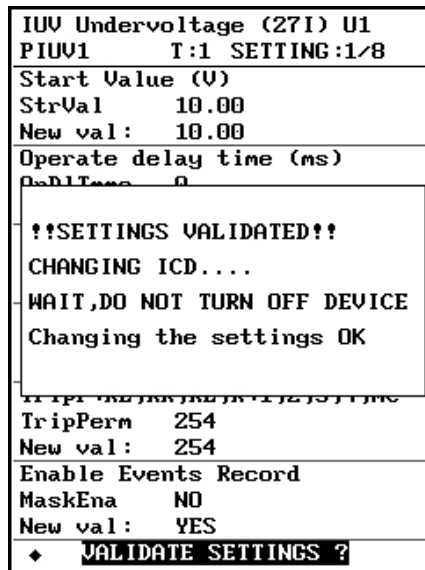 IUV Undervoltage (27I) U1
PIUV1 T:1 SETTING:1/8
Start Value (V)
StrVal 10.00
New val: 10.00
Operate delay time (ms)
!!SETTINGS VALIDATED!!
CHANGING ICD....
WAIT,DO NOT TURN OFF DEVICE
Changing the settings OK
TripPerm 254
New val: 254
Enable Events Record
MaskEna NO
New val: YES
◆ VALIDATE SETTINGS ?